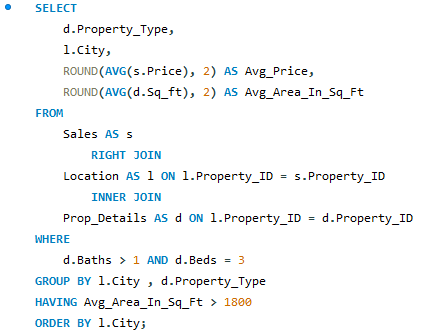 SELECT
d.Property_Type,
l.City,
ROUND(AVG(s.Price), 2) AS Avg_Price,
ROUND(AVG(d.Sq_ft), 2) AS Avg_Area_In_Sq_Ft
FROM
Sales AS s
RIGHT JOIN
Location AS l ON l.Property_ID = s.Property_ID
INNER JOIN
Prop_Details AS d ON l.Property_ID = d.Property_ID
WHERE
d.Baths > 1 AND d.Beds = 3
GROUP BY l.City , d.Property_Type
HAVING Avg_Area_In_Sq_Ft > 1800
ORDER BY l.City;